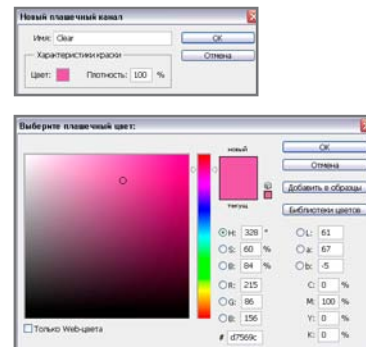 Новый плашечный канал
Имя: Clear
ОК
Характеристики краски
Отмена
Цвет:
Плотность: 100 %
Выберите плашечный цвет:
новый
текущ
ОК
Отмена
Добавить в образцы
Библиотеки цветов
H: 328 °
S: 60 %
B: 84 %
R: 215
G: 86
B: 156
# d7569c
L: 61
a: 67
b: -5
C: 0 %
M: 100 %
Y: 0 %
K: 0 %
Только Web-цвета